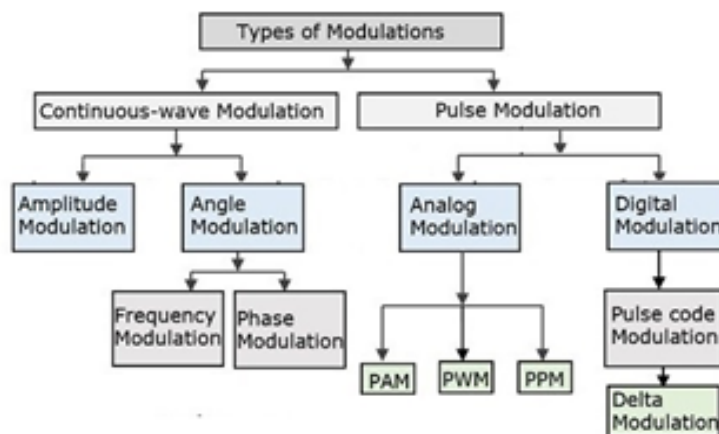 Types of Modulations
Continuous-wave Modulation
Pulse Modulation
Amplitude
Modulation
Angle
Modulation
Analog
Modulation
Digital
Modulation
Frequency
Modulation
Phase
Modulation
Pulse code
Modulation
PAM
PWM
PPM
Delta
Modulation